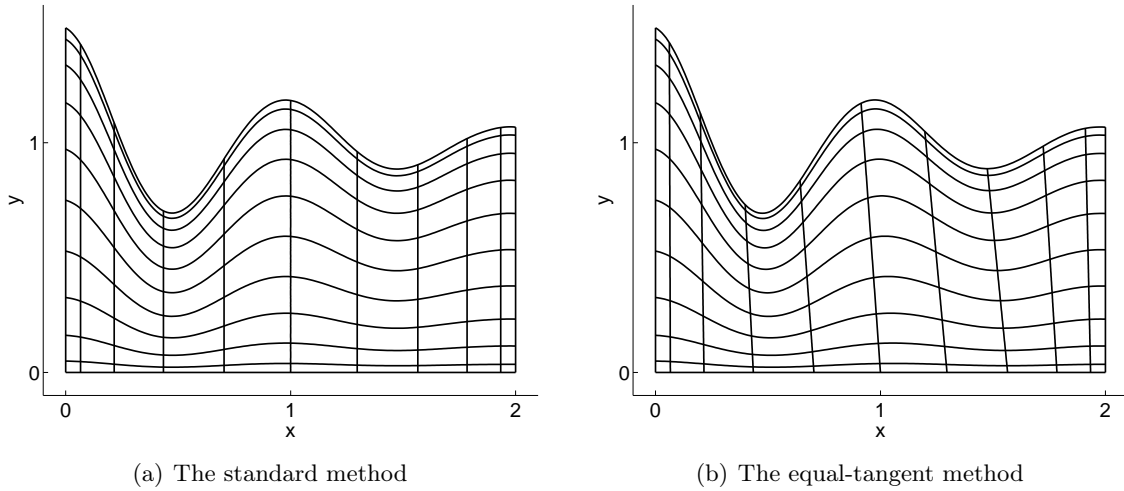 1
0
y
0
1
2
x
(a) The standard method
1
0
y
0
1
2
x
(b) The equal-tangent method